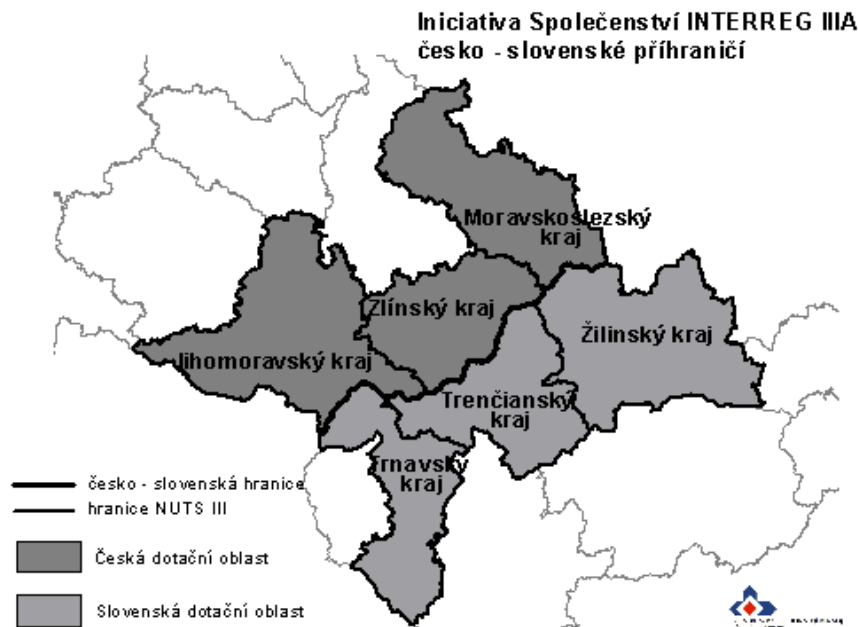 Iniciativa Společenství INTERREG IIIA
česko - slovenské příhraničí
Moravskoslezský
kraj
Zlínský kraj
Žilinský kraj
Jihomoravský kraj
Trenčianský
kraj
Trnavský
kraj
česko - slovenská hranice
hranice NUTS III
Česká dotační oblast
Slovenská dotační oblast